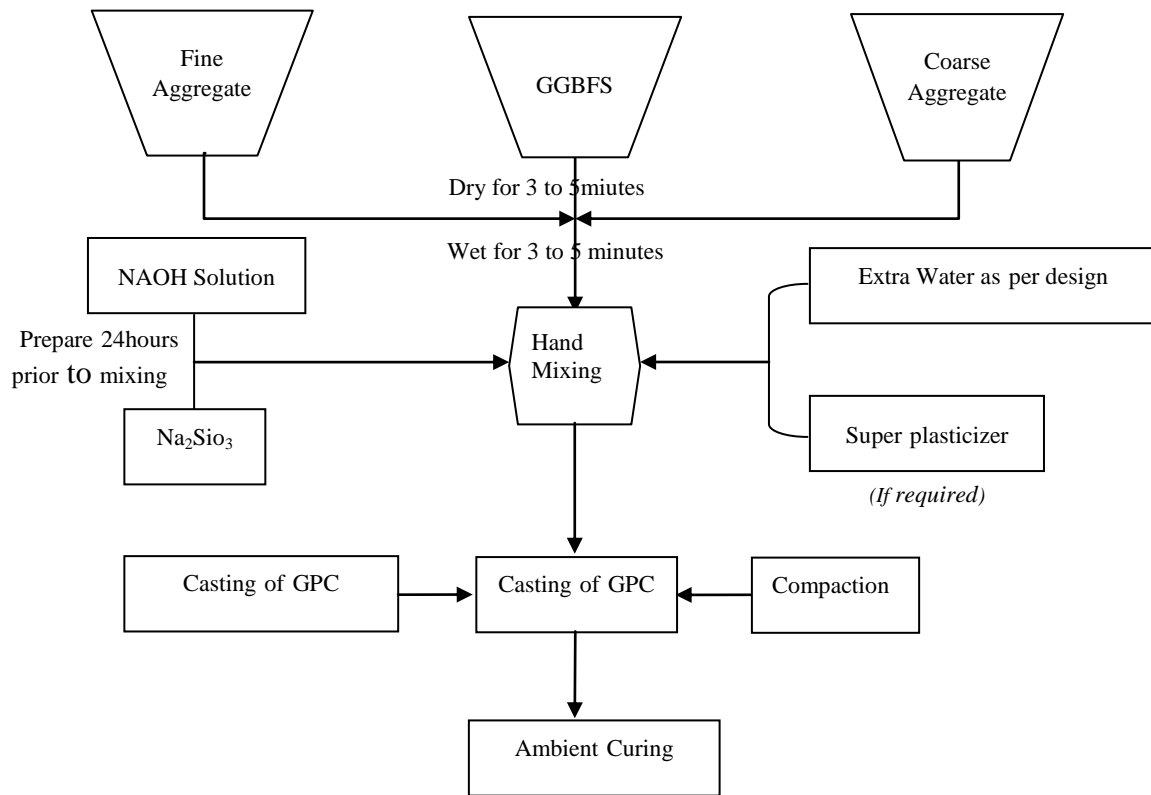 Fine
Aggregate
GGBFS
Coarse
Aggregate
Dry for 3 to 5miutes
Wet for 3 to 5 minutes
NAOH Solution
Extra Water as per design
Prepare 24hours
prior to mixing
Hand
Mixing
Na₂Sio₃
Super plasticizer
(If required)
Casting of GPC
Casting of GPC
Compaction
Ambient Curing